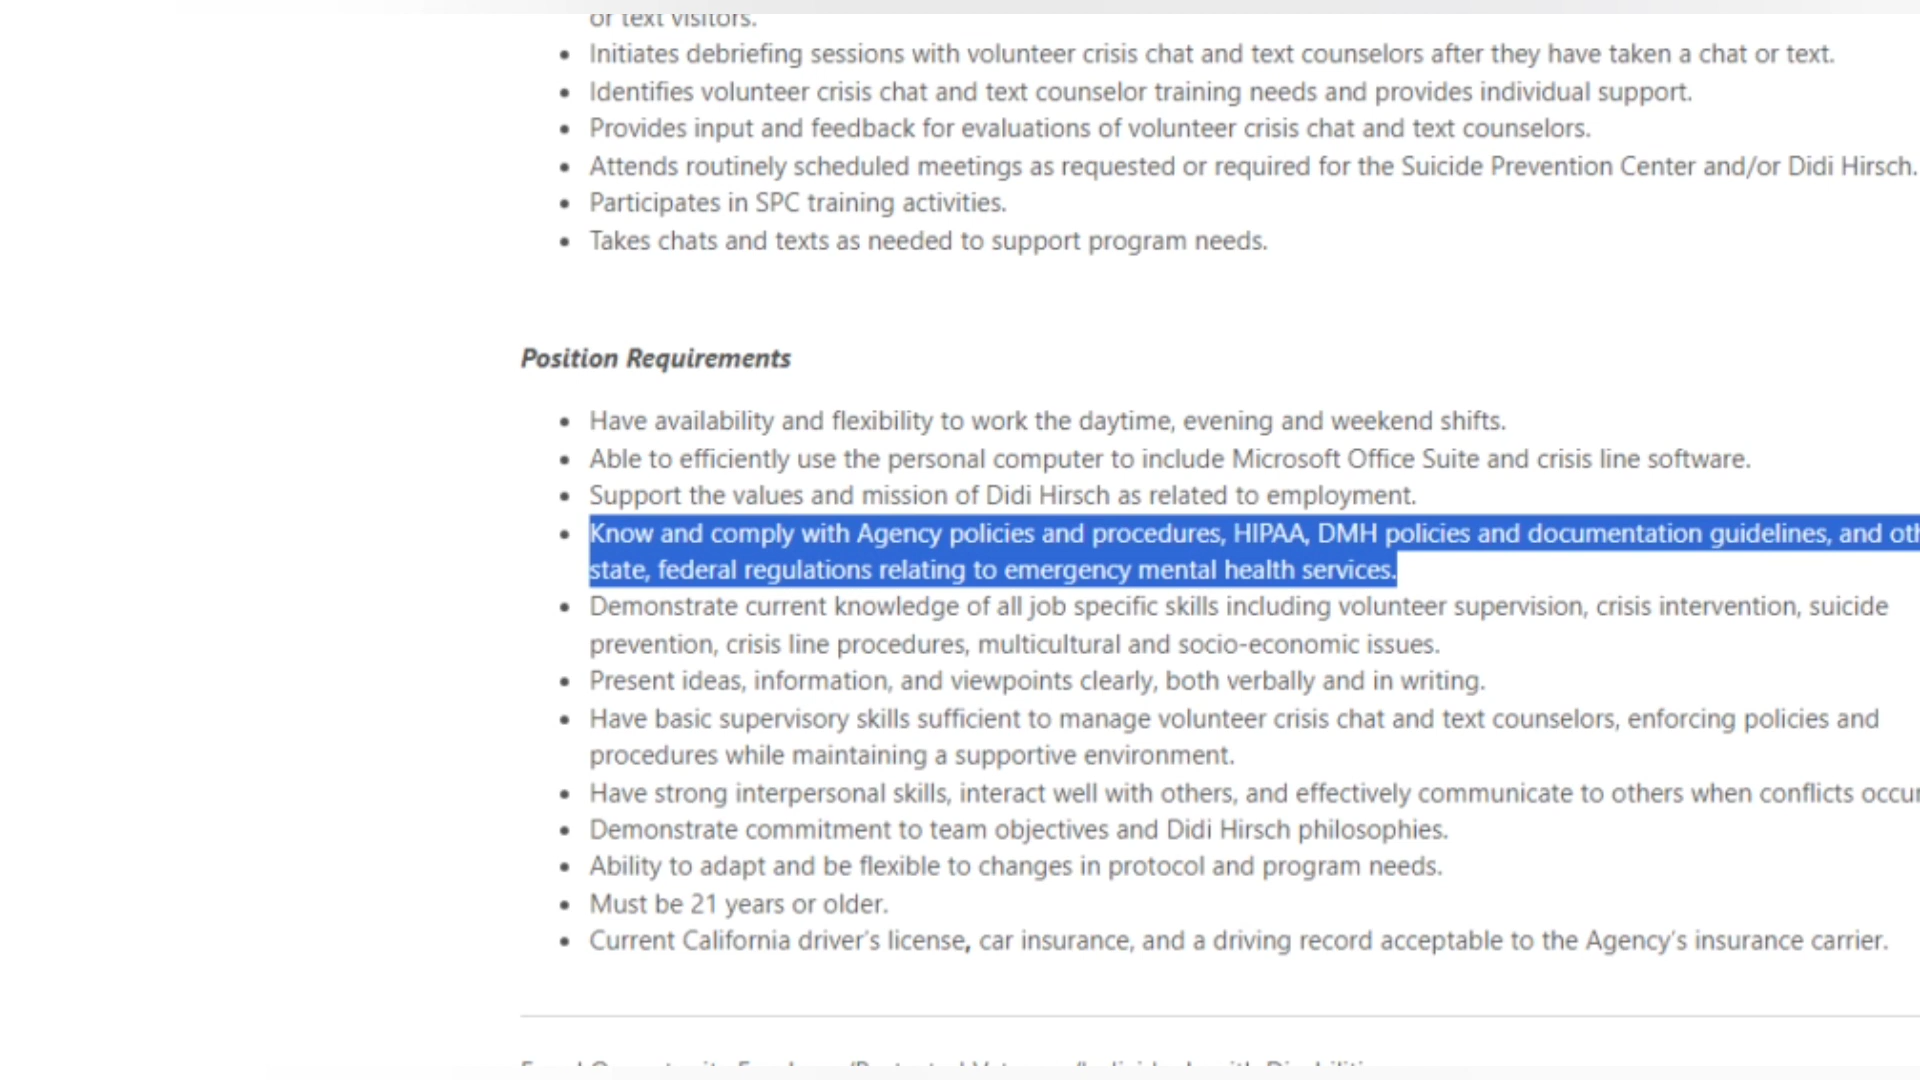 or text visitors.
• Initiates debriefing sessions with volunteer crisis chat and text counselors after they have taken a chat or text.
• Identifies volunteer crisis chat and text counselor training needs and provides individual support.
• Provides input and feedback for evaluations of volunteer crisis chat and text counselors.
• Attends routinely scheduled meetings as requested or required for the Suicide Prevention Center and/or Didi Hirsch.
• Participates in SPC training activities.
• Takes chats and texts as needed to support program needs.
Position Requirements
• Have availability and flexibility to work the daytime, evening and weekend shifts.
• Able to efficiently use the personal computer to include Microsoft Office Suite and crisis line software.
• Support the values and mission of Didi Hirsch as related to employment.
• Know and comply with Agency policies and procedures, HIPAA, DMH policies and documentation guidelines, and oth
state, federal regulations relating to emergency mental health services.
• Demonstrate current knowledge of all job specific skills including volunteer supervision, crisis intervention, suicide
prevention, crisis line procedures, multicultural and socio-economic issues.
• Present ideas, information, and viewpoints clearly, both verbally and in writing.
• Have basic supervisory skills sufficient to manage volunteer crisis chat and text counselors, enforcing policies and
procedures while maintaining a supportive environment.
• Have strong interpersonal skills, interact well with others, and effectively communicate to others when conflicts occur
• Demonstrate commitment to team objectives and Didi Hirsch philosophies.
• Ability to adapt and be flexible to changes in protocol and program needs.
• Must be 21 years or older.
• Current California driver's license, car insurance, and a driving record acceptable to the Agency's insurance carrier.